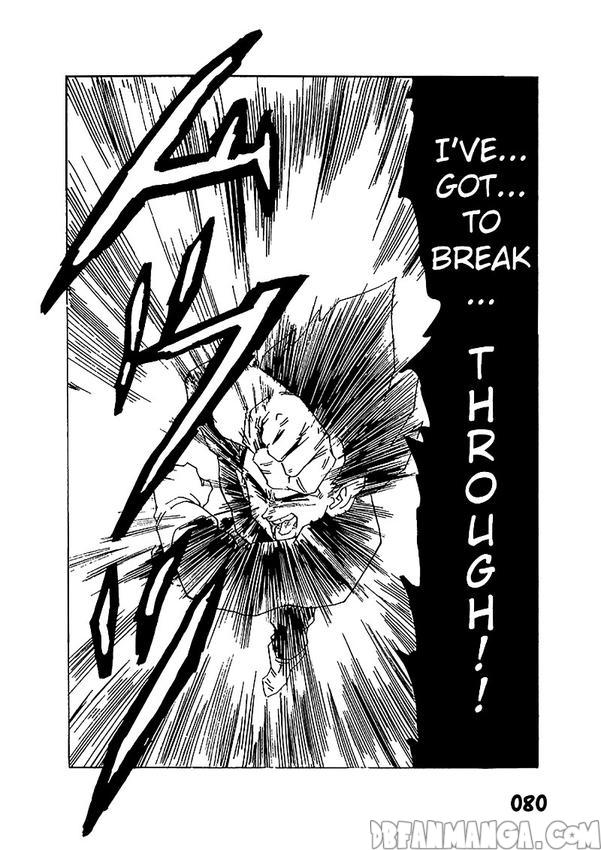 I'VE...
GOT...
TO
BREAK
...
THROUGH!!
080
DBFANMANGA.COM